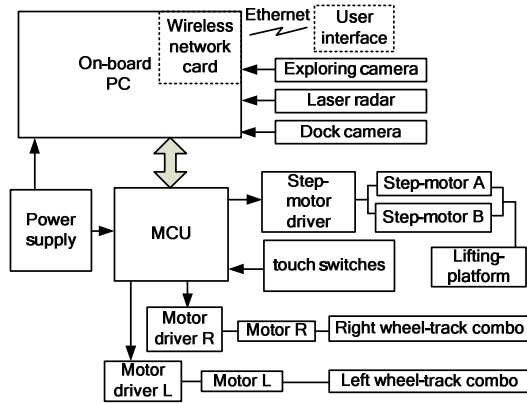 Wireless
network
card
Ethernet
User
interface
On-board
PC
Exploring camera
Laser radar
Dock camera
Power
supply
MCU
Step-
motor
driver
Step-motor A
Step-motor B
Lifting-
platform
touch switches
Motor
driver R
Motor R
Right wheel-track combo
Motor
driver L
Motor L
Left wheel-track combo